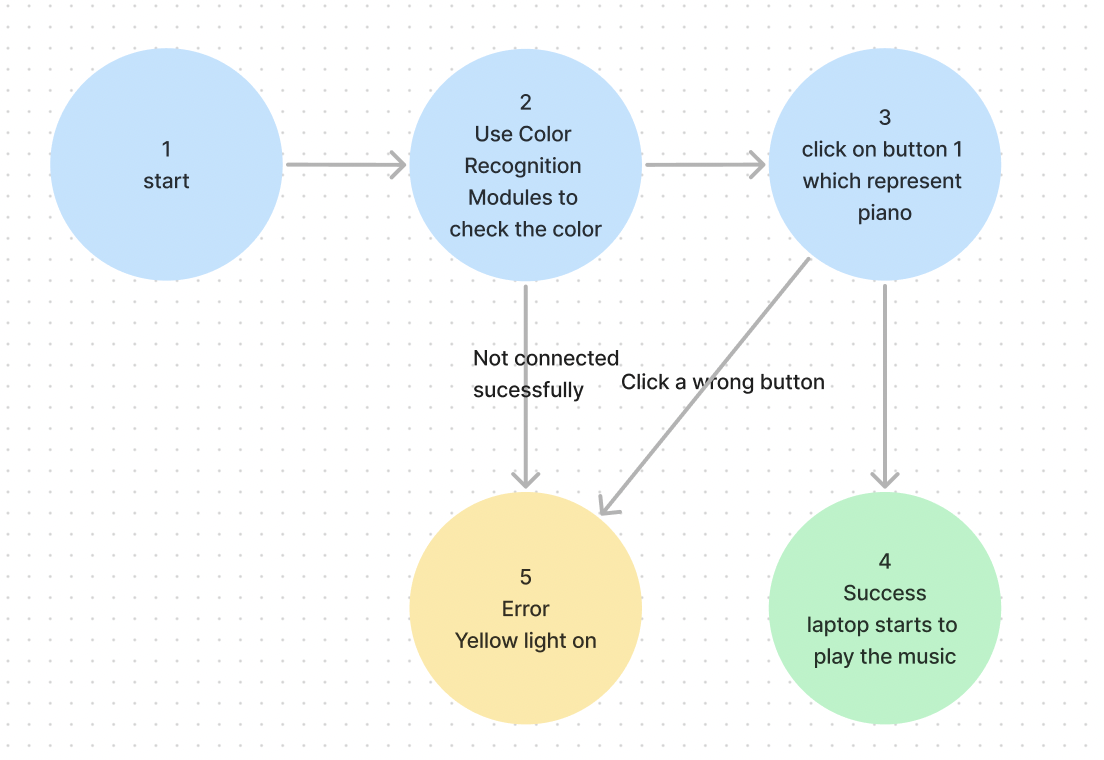 1
start
2
Use Color
Recognition
Modules to
check the color
3
click on button 1
which represent
piano
Not connected
sucessfully
Click a wrong button
5
Error
Yellow light on
4
Success
laptop starts to
play the music